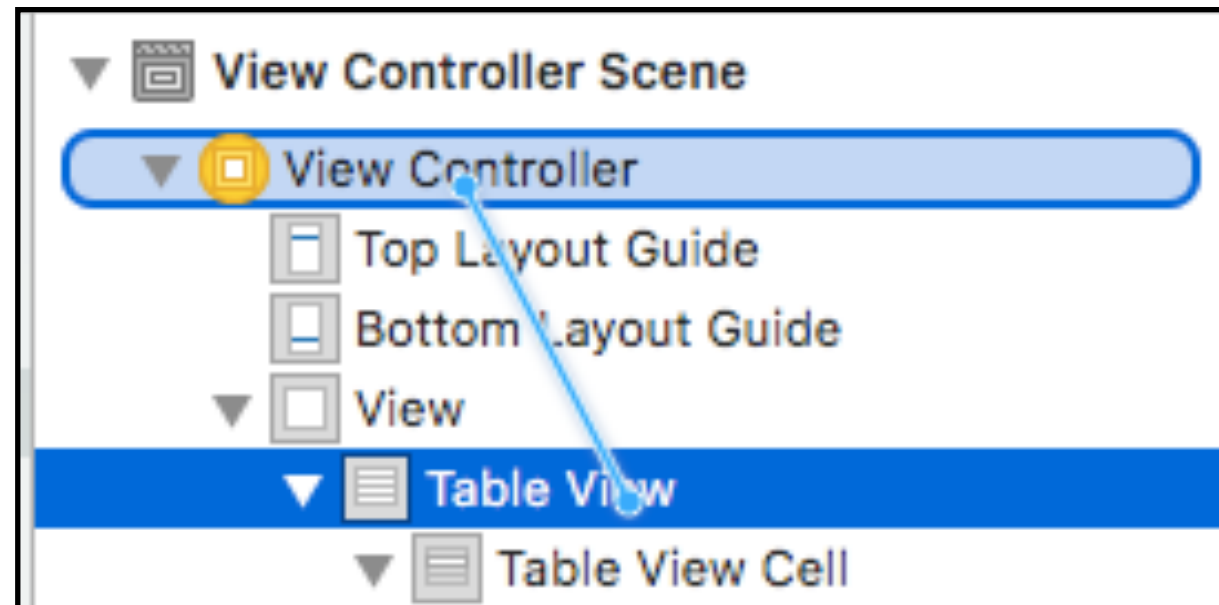 View Controller Scene
View Controller
Top Layout Guide
Bottom Layout Guide
View
Table View
Table View Cell